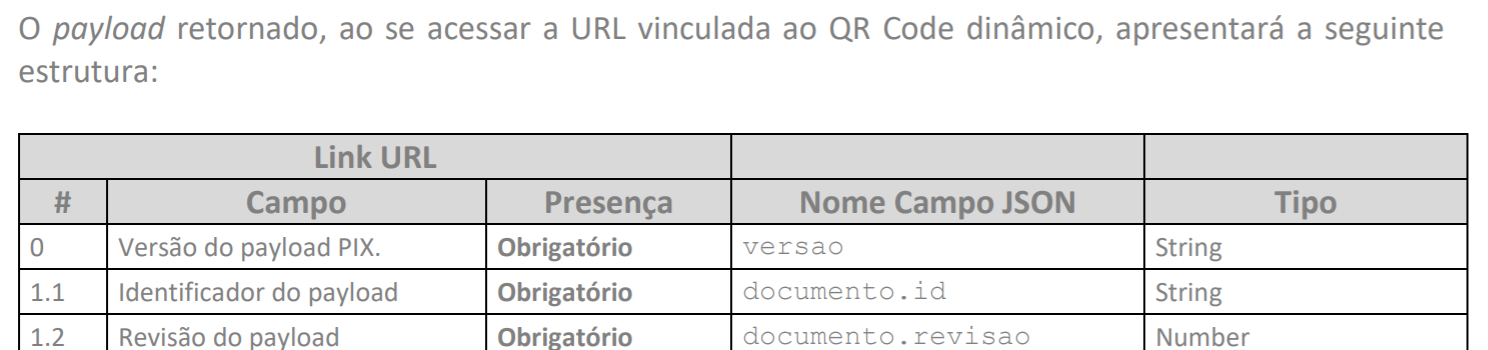 O payload retornado, ao se acessar a URL vinculada ao QR Code dinâmico, apresentará a seguinte
estrutura:
Link URL
# Campo Presença Nome Campo JSON Tipo
0 Versão do payload PIX. Obrigatório versao String
1.1 Identificador do payload Obrigatório documento.id String
1.2 Revisão do payload Obrigatório documento.revisao Number